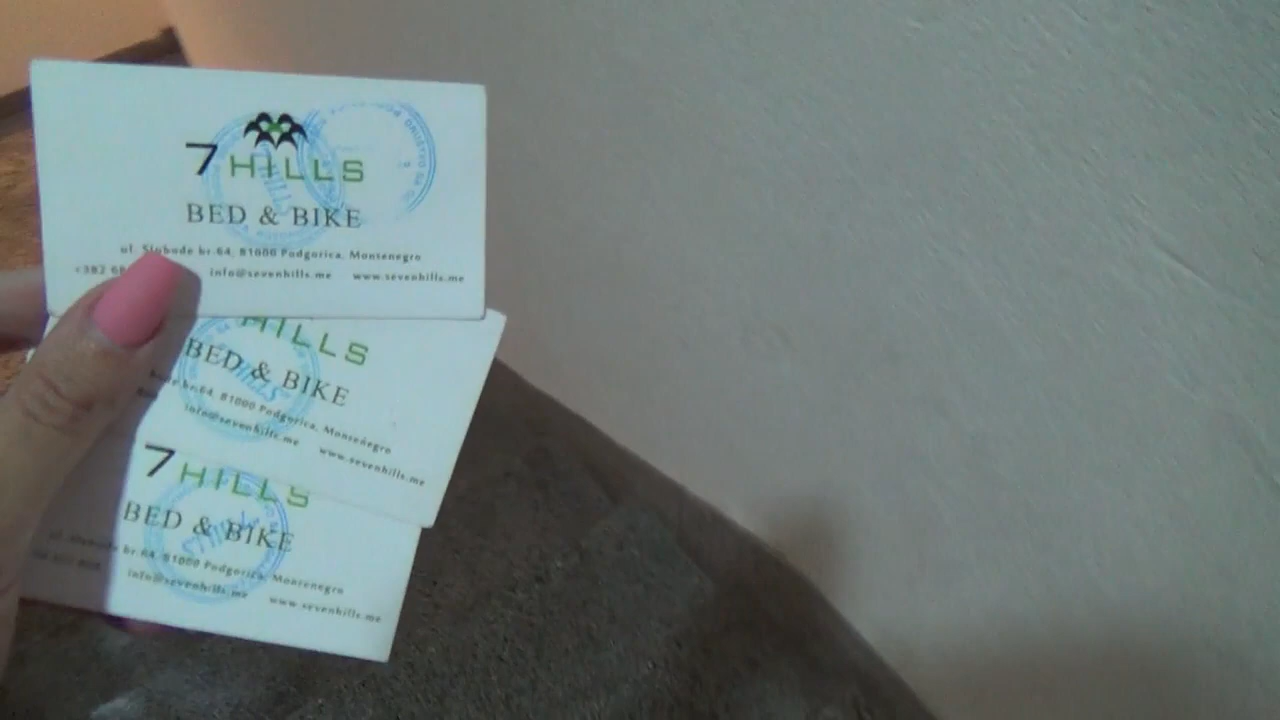 7 HILLS
BED & BIKE
ul. Slobode br.64, 81000 Podgorica, Montenegro
+382 info@sevenhills.me www.sevenhills.me
HILLS
BED & BIKE
br.64, 81000 Podgorica, Montenegro
info@sevenhills.me www.sevenhills.me
7 HILLS
BED & BIKE
ul. Slobode br.64, 81000 Podgorica, Montenegro
info@sevenhills.me www.sevenhills.me